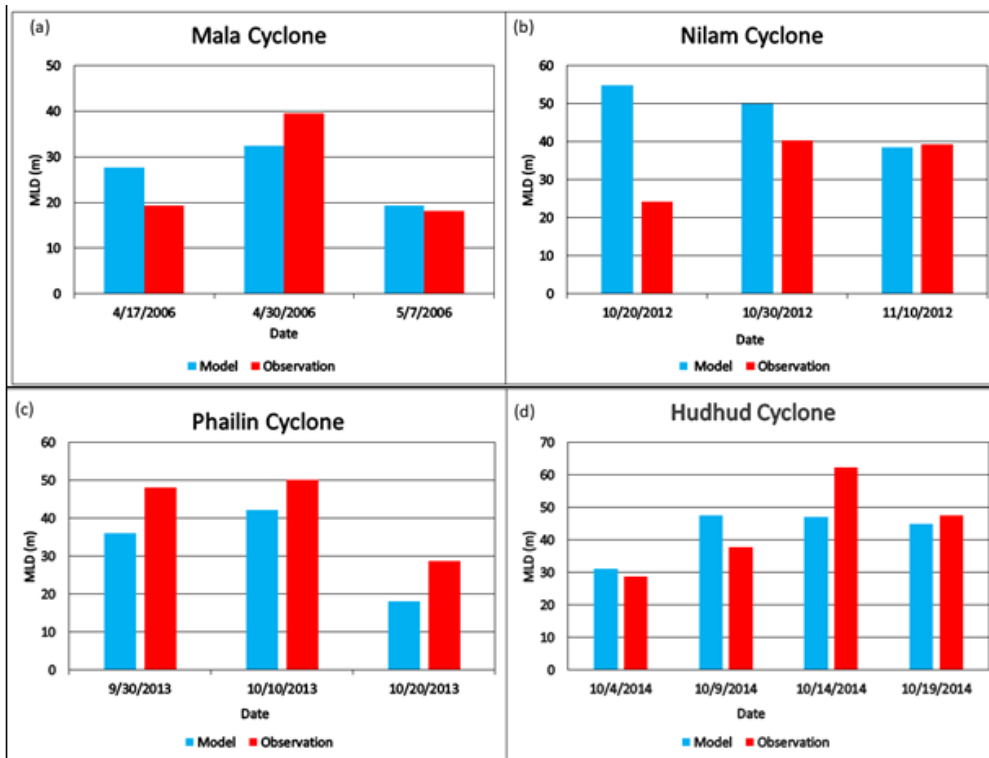 (a)
Mala Cyclone
50
40
30
20
10
0
MLD (m)
4/17/2006 4/30/2006 5/7/2006
Date
Model Observation
(b)
Nilam Cyclone
60
50
40
30
20
10
0
MLD (m)
10/20/2012 10/30/2012 11/10/2012
Date
Model Observation
(c)
Phailin Cyclone
60
50
40
30
20
10
0
MLD (m)
9/30/2013 10/10/2013 10/20/2013
Date
Model Observation
(d)
Hudhud Cyclone
70
60
50
40
30
20
10
0
MLD (m)
10/4/2014 10/9/2014 10/14/2014 10/19/2014
Date
Model Observation